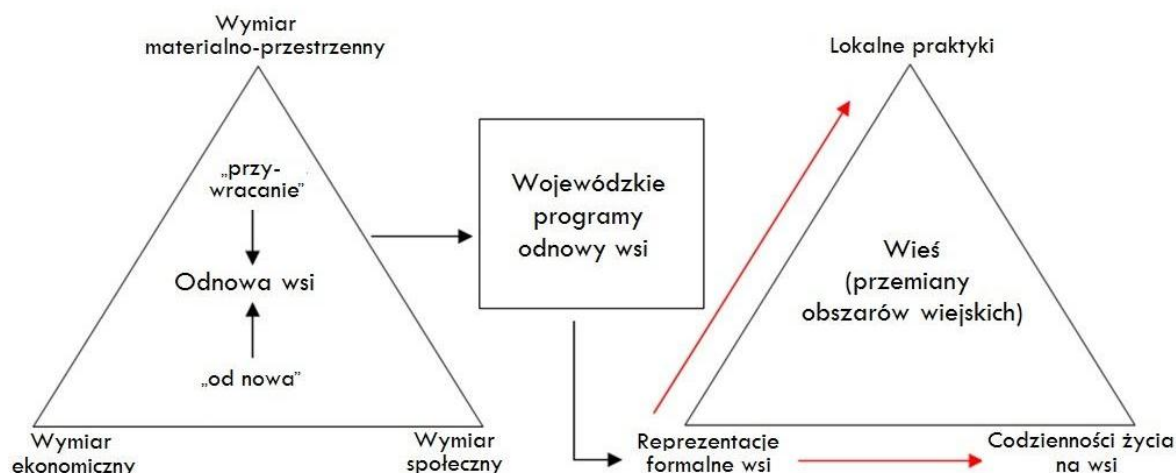 Wymiar
materialno-przestrzenny
„przy-
wracanie”
Odnowa wsi
„od nowa”
Wymiar
ekonomiczny
Wymiar
społeczny
Wojewódzkie
programy
odnowy wsi
Lokalne praktyki
Wieś
(przemiany
obszarów wiejskich)
Reprezentacje
formalne wsi
Codzienności życia
na wsi